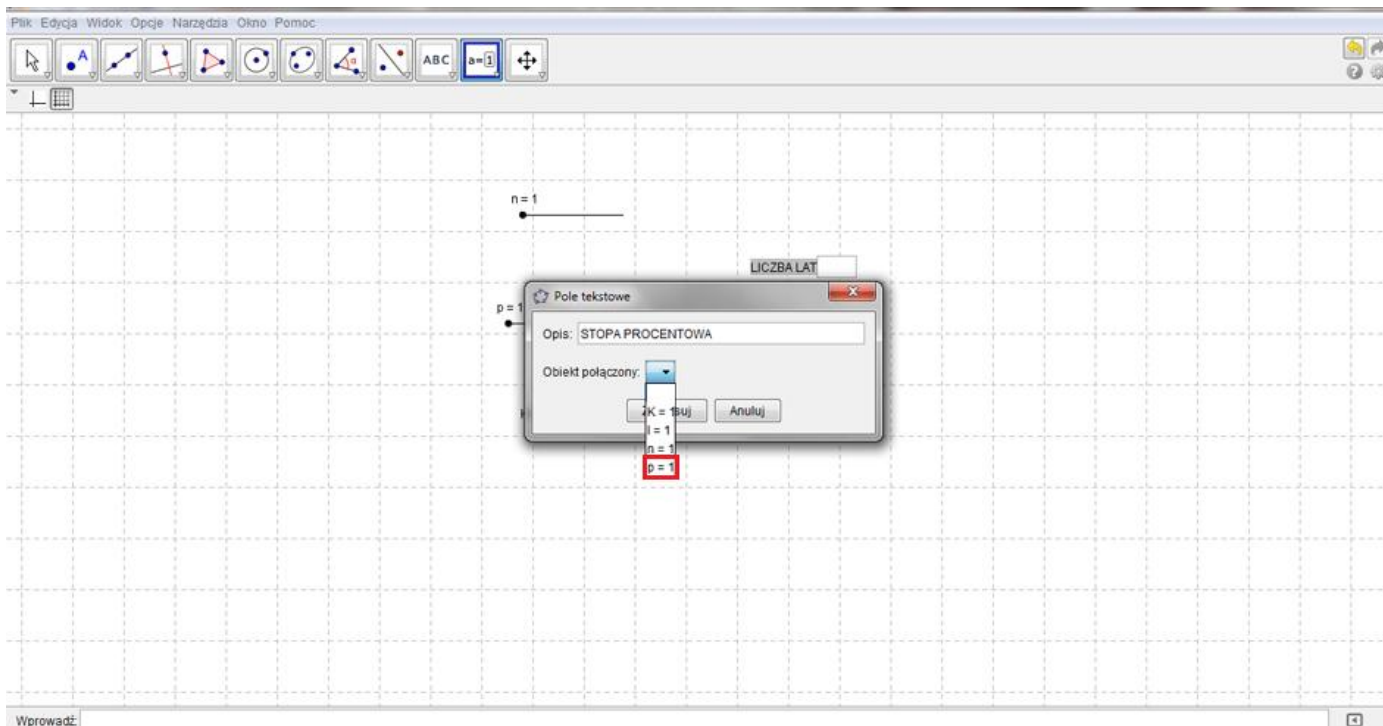 Plik Edycja Widok Opcje Narzędzia Okno Pomoc
A
ABC
a=1
n = 1
LICZBA LAT
p = 1
Pole tekstowe
Opis: STOPA PROCENTOWA
Obiekt połączony:
Anuluj
K = 1
l = 1
n = 1
p = 1
Wprowadź: